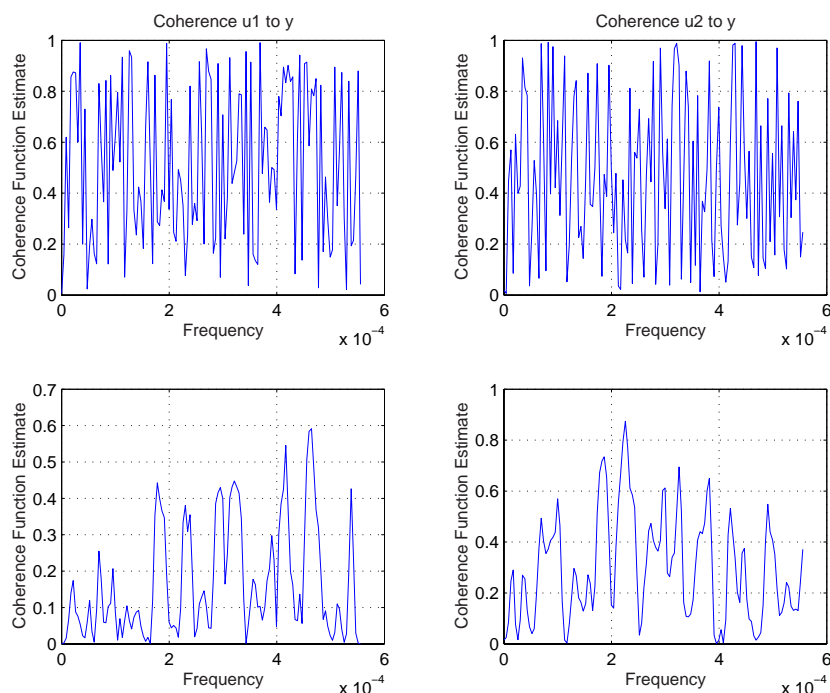 Coherence u1 to y
Coherence Function Estimate
1
0.8
0.6
0.4
0.2
0
0 2 4 6
Frequency
x 10⁻⁴
Coherence u2 to y
Coherence Function Estimate
1
0.8
0.6
0.4
0.2
0
0 2 4 6
Frequency
x 10⁻⁴
Coherence Function Estimate
0.7
0.6
0.5
0.4
0.3
0.2
0.1
0
0 2 4 6
Frequency
x 10⁻⁴
Coherence Function Estimate
1
0.8
0.6
0.4
0.2
0
0 2 4 6
Frequency
x 10⁻⁴